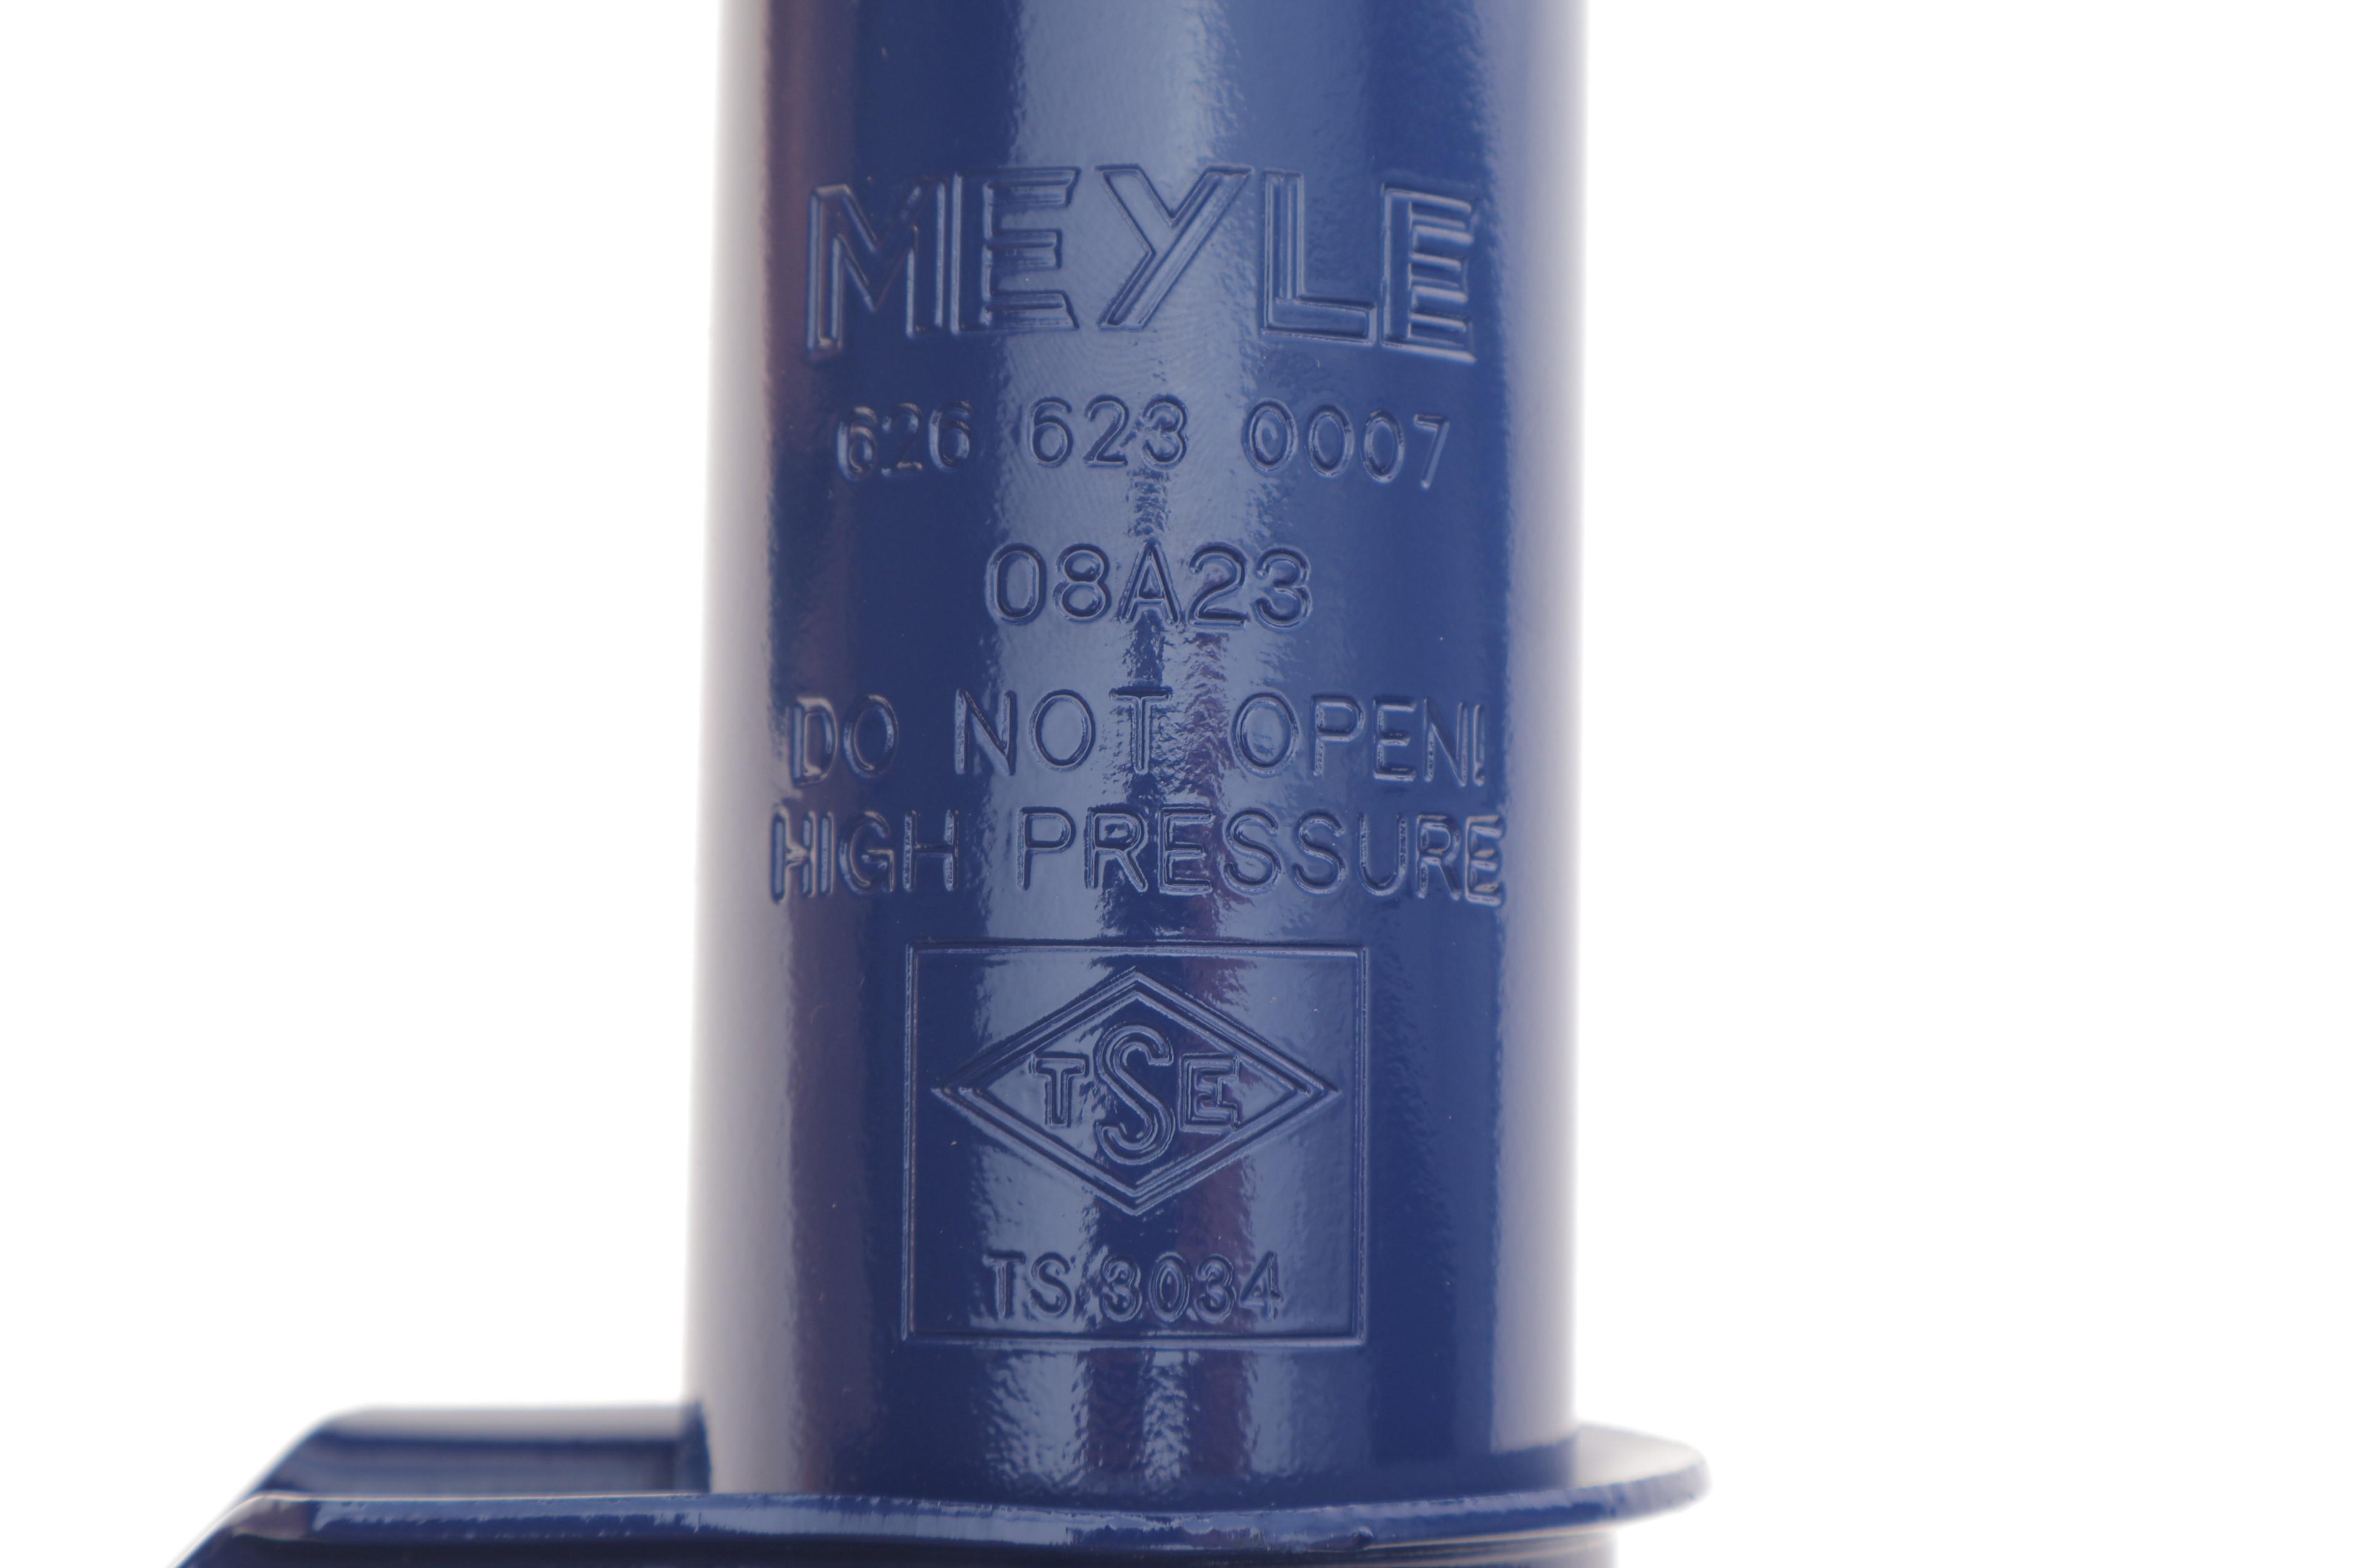 MEYLE
626 623 0007
08A23
DO NOT OPEN!
HIGH PRESSURE
TSE
TS 3034